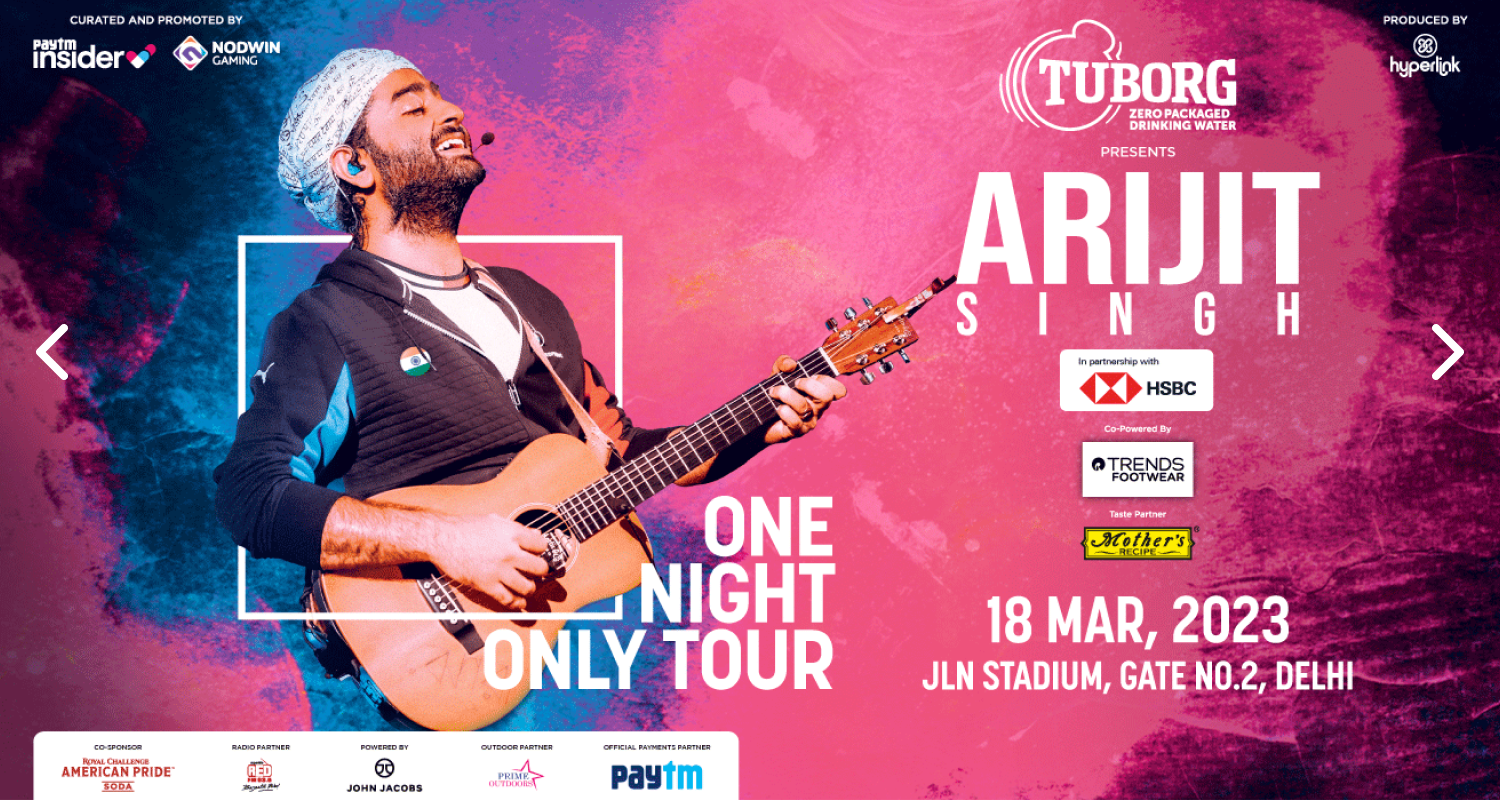 CURATED AND PROMOTED BY
paytm
insider
NODWIN
GAMING
PRODUCED BY
hyperlink
TUBORG
ZERO PACKAGED
DRINKING WATER
PRESENTS
ARIJIT
SINGH
In partnership with
HSBC
Co-Powered By
TRENDS
FOOTWEAR
Taste Partner
Mother's
RECIPE
®
ONE
NIGHT
ONLY TOUR
18 MAR, 2023
JLN STADIUM, GATE NO.2, DELHI
CO-SPONSOR
ROYAL CHALLENGE
AMERICAN PRIDE
SODA
RADIO PARTNER
RED
POWERED BY
JOHN JACOBS
OUTDOOR PARTNER
PRIME
OUTDOORS
OFFICIAL PAYMENTS PARTNER
paytm